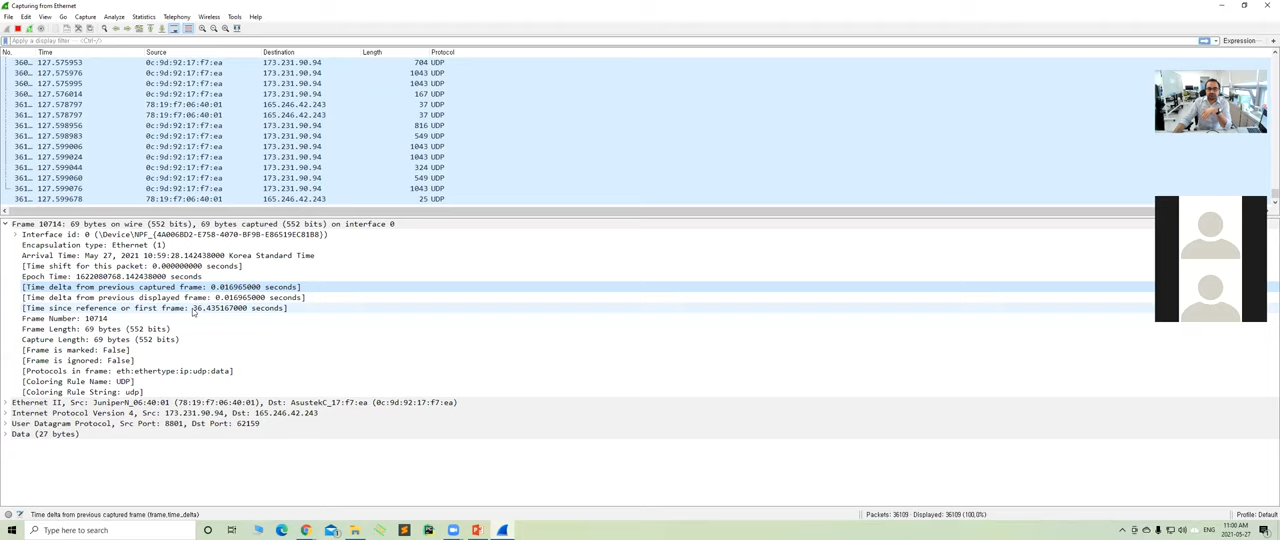 Capturing from Ethernet
File Edit View Go Capture Analyze Statistics Telephony Wireless Tools Help
Apply a display filter ... <Ctrl-/>
Expression...
No. Time Source Destination Length Protocol
360… 127.575953 0c:9d:92:17:f7:ea 173.231.90.94 704 UDP
360… 127.575976 0c:9d:92:17:f7:ea 173.231.90.94 1043 UDP
360… 127.575995 0c:9d:92:17:f7:ea 173.231.90.94 1043 UDP
360… 127.576014 0c:9d:92:17:f7:ea 173.231.90.94 167 UDP
361… 127.578797 78:19:f7:06:40:01 165.246.42.243 37 UDP
361… 127.578797 78:19:f7:06:40:01 165.246.42.243 37 UDP
361… 127.598956 0c:9d:92:17:f7:ea 173.231.90.94 816 UDP
361… 127.598983 0c:9d:92:17:f7:ea 173.231.90.94 549 UDP
361… 127.599006 0c:9d:92:17:f7:ea 173.231.90.94 1043 UDP
361… 127.599024 0c:9d:92:17:f7:ea 173.231.90.94 1043 UDP
361… 127.599044 0c:9d:92:17:f7:ea 173.231.90.94 324 UDP
361… 127.599060 0c:9d:92:17:f7:ea 173.231.90.94 549 UDP
361… 127.599076 0c:9d:92:17:f7:ea 173.231.90.94 1043 UDP
361… 127.599678 78:19:f7:06:40:01 165.246.42.243 25 UDP
Frame 10714: 69 bytes on wire (552 bits), 69 bytes captured (552 bits) on interface 0
Interface id: 0 (\Device\NPF_{4A006BD2-E758-4070-BF9B-E86519EC81B8})
Encapsulation type: Ethernet (1)
Arrival Time: May 27, 2021 10:59:28.142438000 Korea Standard Time
[Time shift for this packet: 0.000000000 seconds]
Epoch Time: 1622080768.142438000 seconds
[Time delta from previous captured frame: 0.016965000 seconds]
[Time delta from previous displayed frame: 0.016965000 seconds]
[Time since reference or first frame: 36.435167000 seconds]
Frame Number: 10714
Frame Length: 69 bytes (552 bits)
Capture Length: 69 bytes (552 bits)
[Frame is marked: False]
[Frame is ignored: False]
[Protocols in frame: eth:ethertype:ip:udp:data]
[Coloring Rule Name: UDP]
[Coloring Rule String: udp]
Ethernet II, Src: JuniperN_06:40:01 (78:19:f7:06:40:01), Dst: AsustekC_17:f7:ea (0c:9d:92:17:f7:ea)
Internet Protocol Version 4, Src: 173.231.90.94, Dst: 165.246.42.243
User Datagram Protocol, Src Port: 8801, Dst Port: 62159
Data (27 bytes)
Time delta from previous captured frame (frame.time_delta)
Packets: 36109 · Displayed: 36109 (100.0%)
Profile: Default
Type here to search
ENG
11:00 AM
2021-05-27